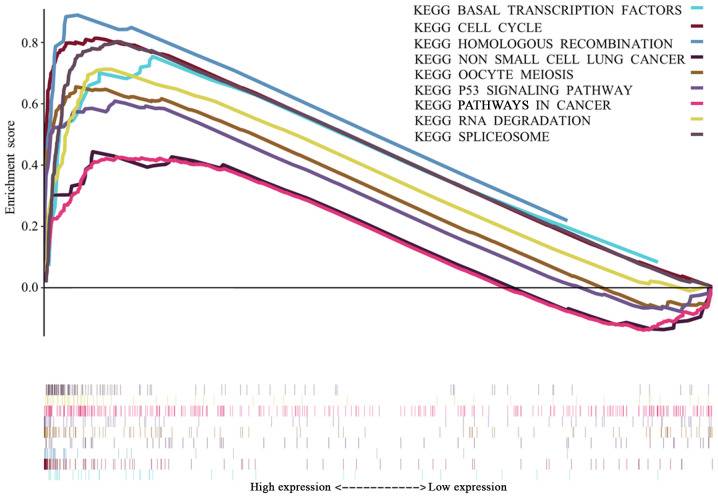 KEGG BASAL TRANSCRIPTION FACTORS
KEGG CELL CYCLE
KEGG HOMOLOGOUS RECOMBINATION
KEGG NON SMALL CELL LUNG CANCER
KEGG OOCYTE MEIOSIS
KEGG P53 SIGNALING PATHWAY
KEGG PATHWAYS IN CANCER
KEGG RNA DEGRADATION
KEGG SPLICEOSOME
Enrichment score
0.8
0.6
0.4
0.2
0.0
High expression <------------> Low expression